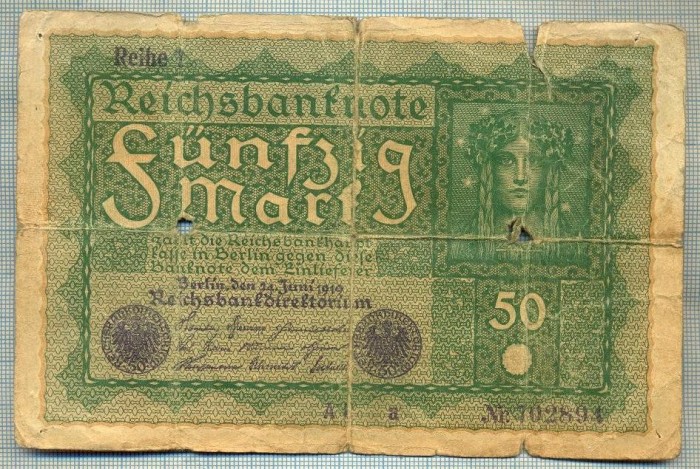 Reihe 1
Reichsbanknote
Fünfzig
Mark
zahlt die Reichsbankhaupt
kasse in Berlin gegen diese
Banknote dem Einlieferer
Berlin, den 24. Juni 1919
Reichsbankdirektorium
50
A a
Nr. 702894